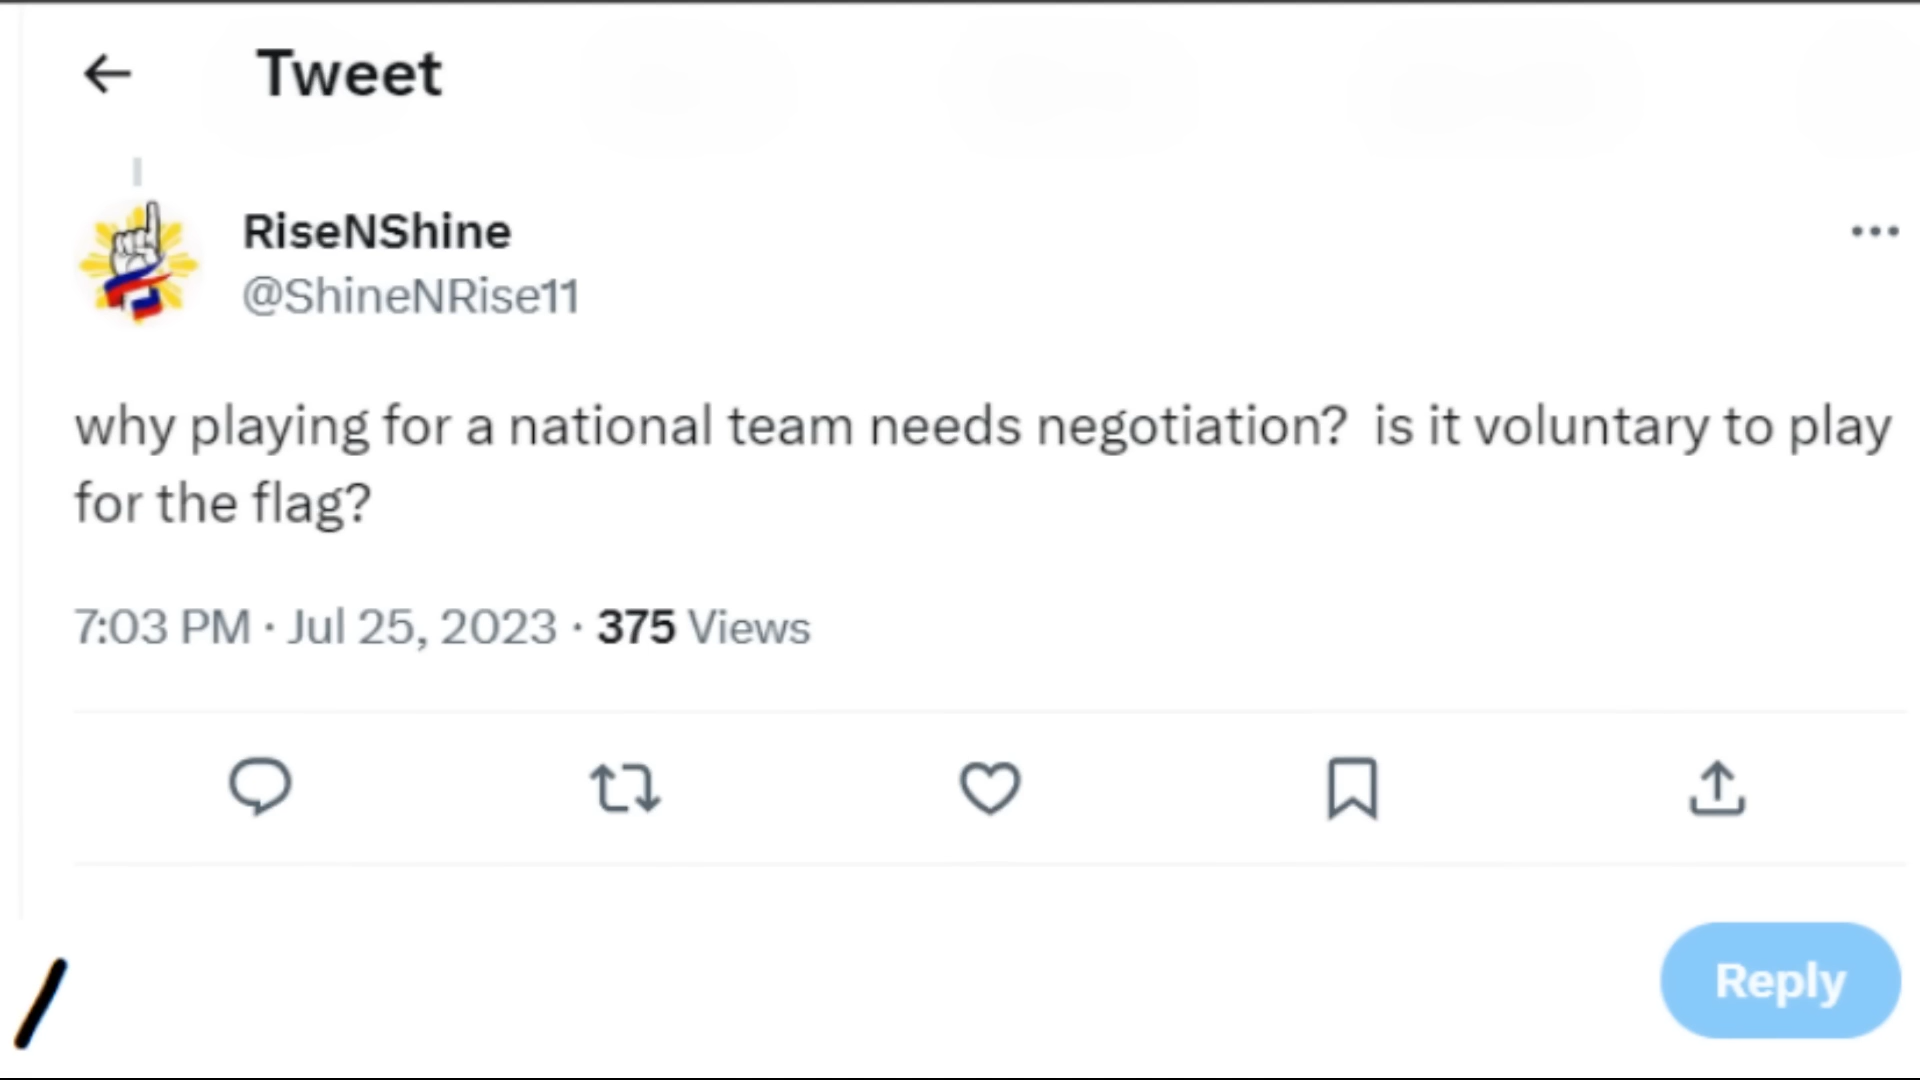 Tweet
RiseNShine
@ShineNRise11
why playing for a national team needs negotiation?  is it voluntary to play
for the flag?
7:03 PM · Jul 25, 2023 · 375 Views
Reply